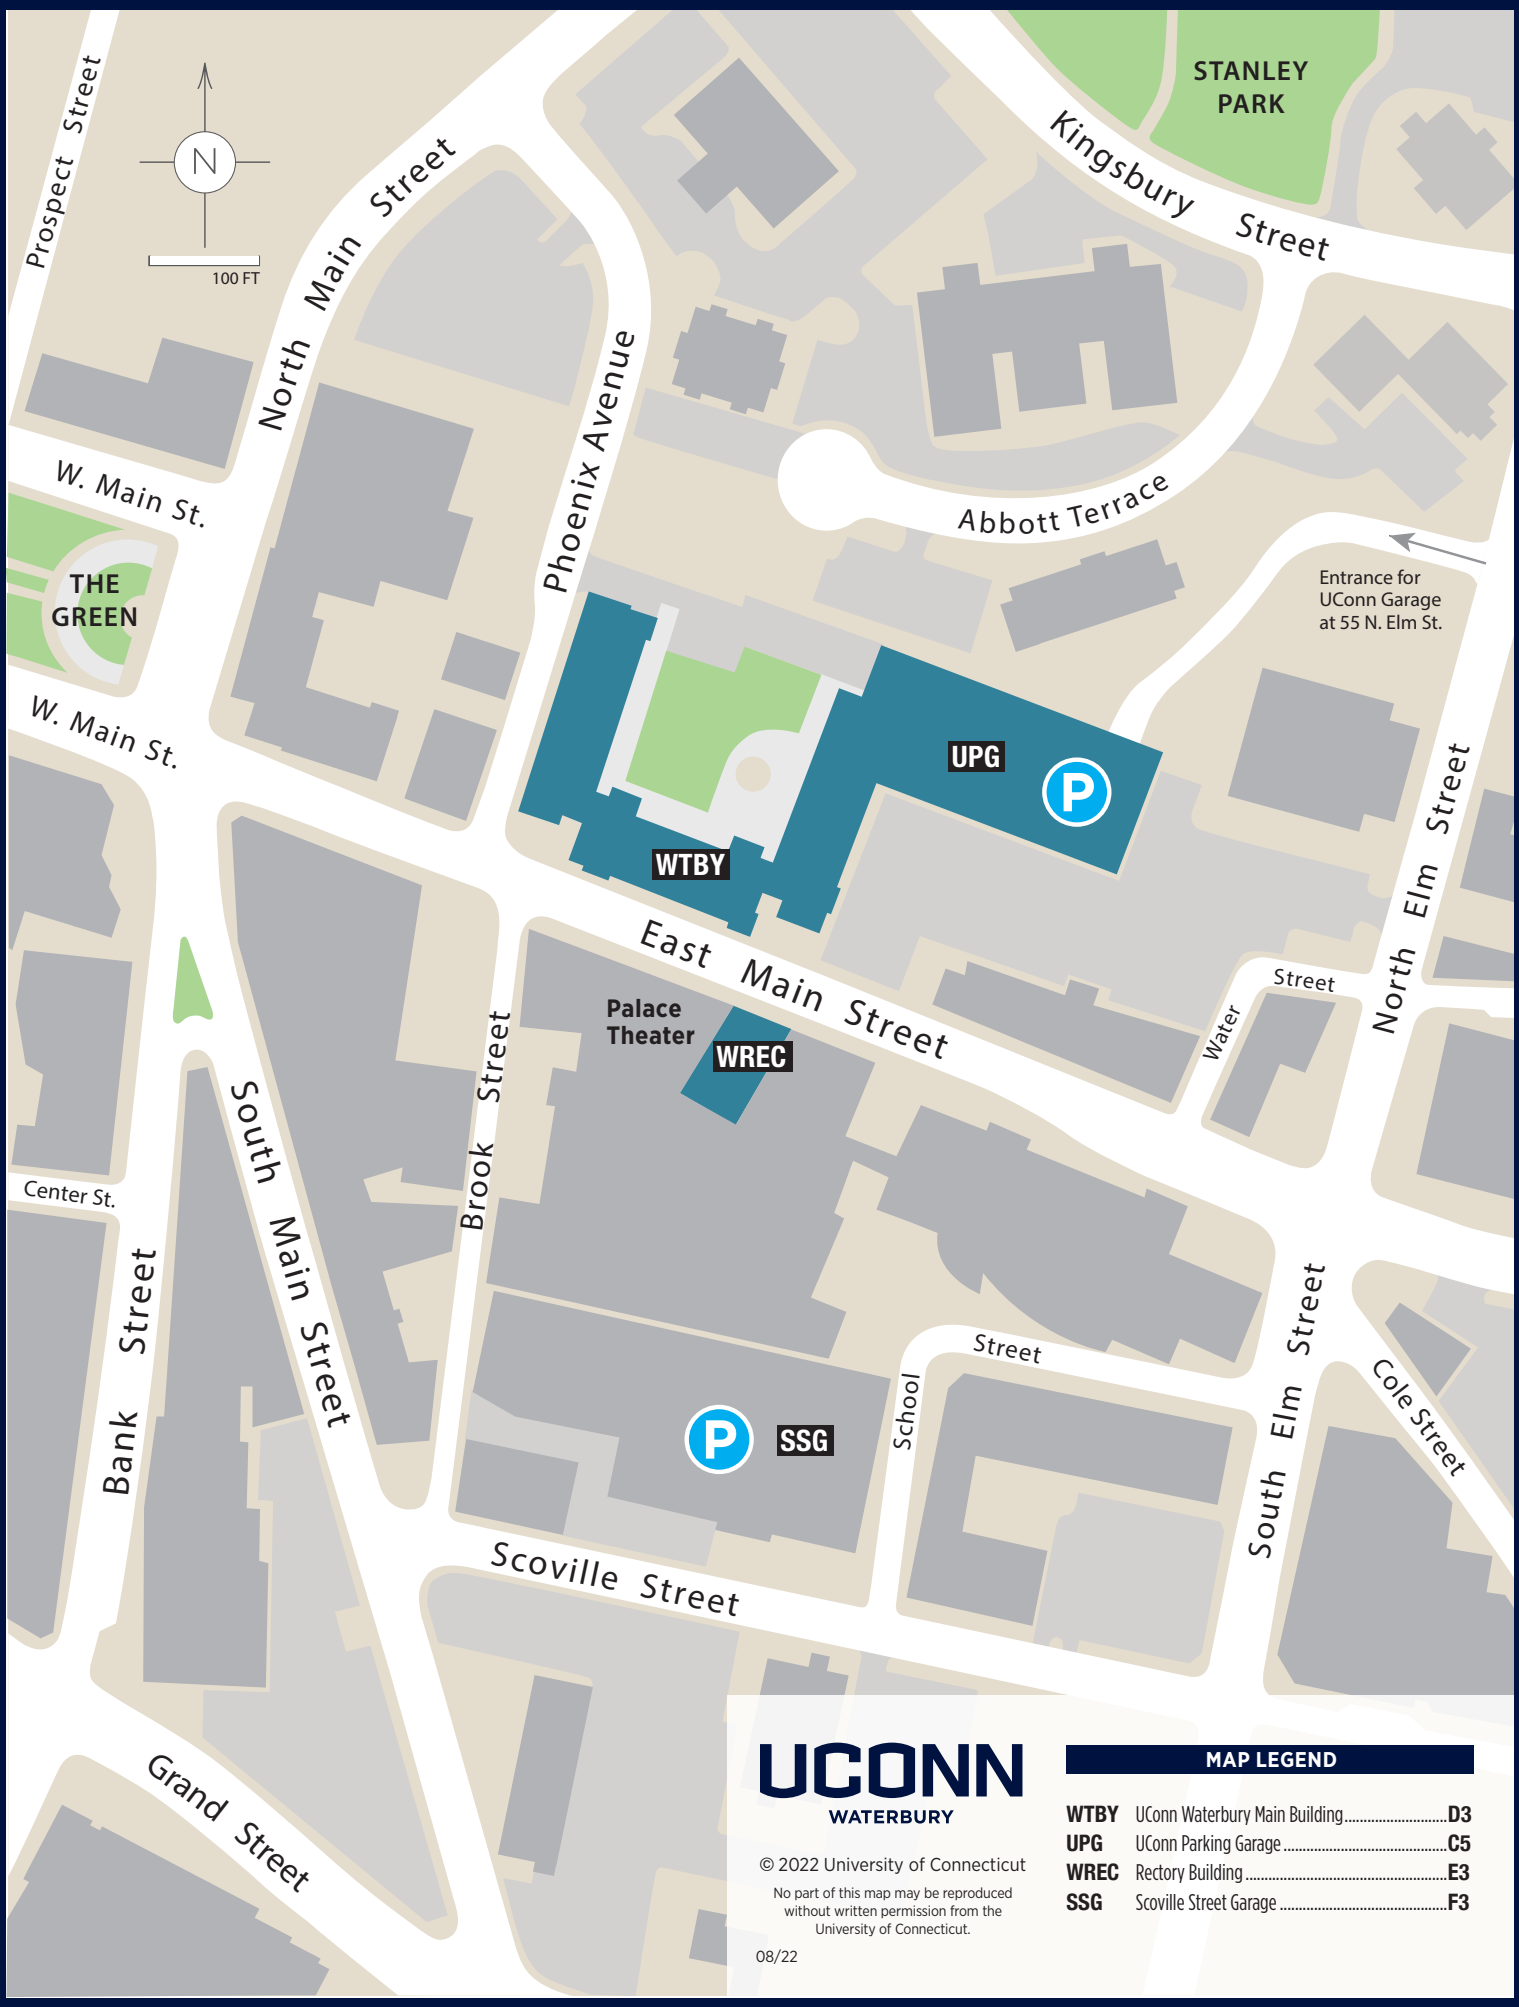 STANLEY
PARK
Prospect Street
N
100 FT
Kingsbury Street
North Main Street
Phoenix Avenue
W. Main St.
Abbott Terrace
THE
GREEN
Entrance for
UConn Garage
at 55 N. Elm St.
W. Main St.
UPG
P
North Elm Street
WTBY
East Main Street
Water Street
Palace
Theater
WREC
Brook Street
South Main Street
Center St.
Bank Street
South Elm Street
School Street
Cole Street
P
SSG
Scoville Street
Grand Street
UCONN
WATERBURY
© 2022 University of Connecticut
No part of this map may be reproduced
without written permission from the
University of Connecticut.
08/22
MAP LEGEND
WTBY UConn Waterbury Main Building...........................D3
UPG UConn Parking Garage...........................................C5
WREC Rectory Building.....................................................E3
SSG Scoville Street Garage............................................F3